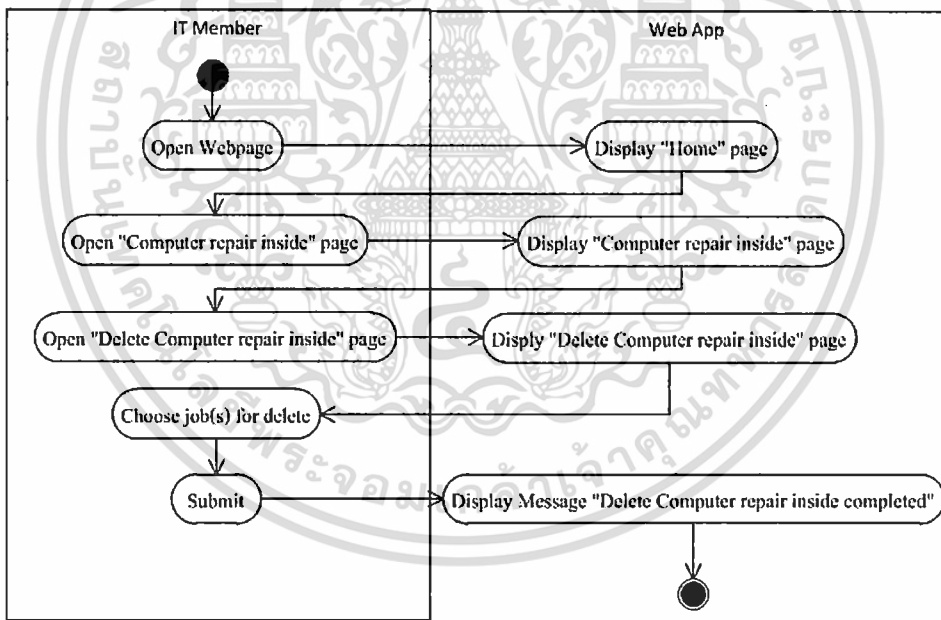 IT Member
Web App
Open Webpage
Display "Home" page
Open "Computer repair inside" page
Display "Computer repair inside" page
Open "Delete Computer repair inside" page
Disply "Delete Computer repair inside" page
Choose job(s) for delete
Submit
Display Message "Delete Computer repair inside completed"